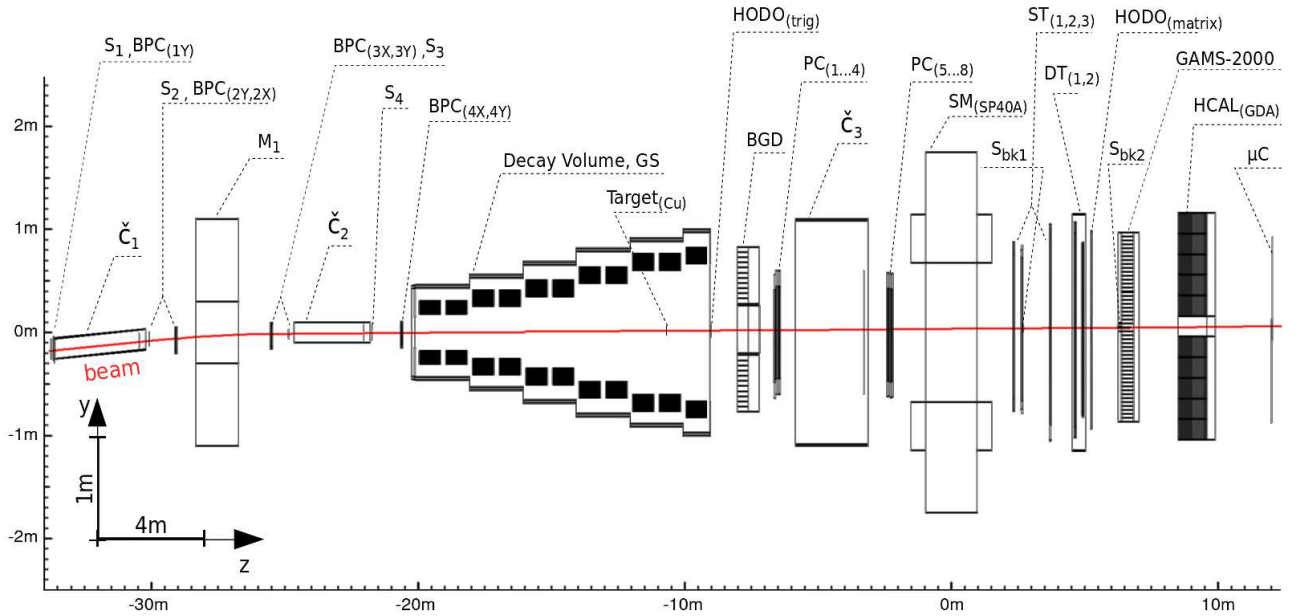 HODO(trig)
ST(1,2,3)
HODO(matrix)
S1 ,BPC(1Y)
BPC(3X,3Y) ,S3
PC(1...4)
PC(5...8)
GAMS-2000
DT(1,2)
S2 , BPC(2Y,2X)
S4
BPC(4X,4Y)
SM(SP40A)
HCAL(GDA)
2m
M1
Decay Volume, GS
BGD
Č3
Sbk1
Sbk2
μC
Target(Cu)
1m
Č1
Č2
0m
beam
y
-1m
1m
4m
-2m
z
-30m
-20m
-10m
0m
10m